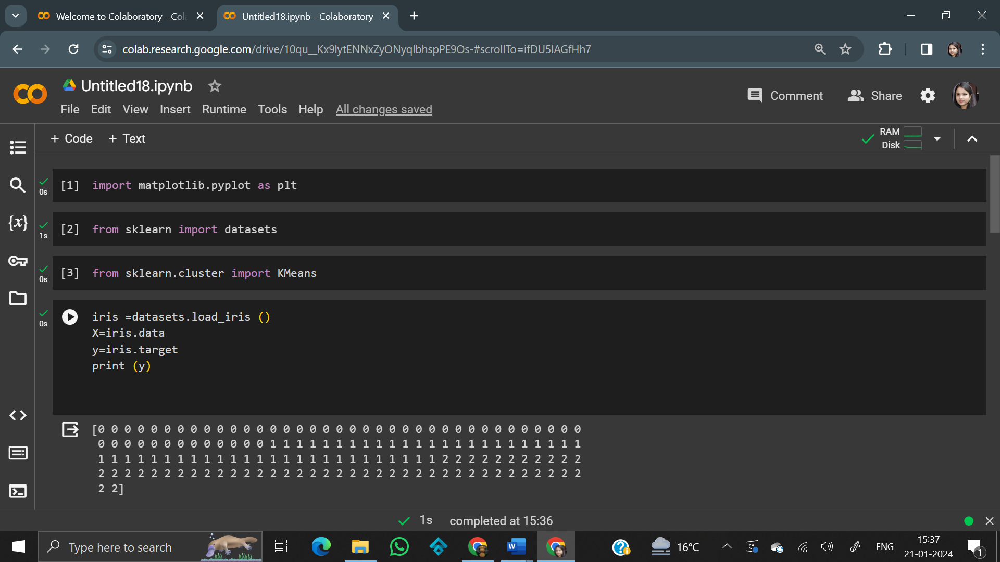 Welcome to Colaboratory - Col
Untitled18.ipynb - Colaboratory
colab.research.google.com/drive/10qu__Kx9lytENNxZyONyqlbhspPE9Os-#scrollTo=ifDU5lAGfHh7
Untitled18.ipynb
Comment
Share
File Edit View Insert Runtime Tools Help All changes saved
+ Code + Text
RAM
Disk
0s [1] import matplotlib.pyplot as plt
1s [2] from sklearn import datasets
0s [3] from sklearn.cluster import KMeans
0s iris =datasets.load_iris ()
X=iris.data
y=iris.target
print (y)
[0 0 0 0 0 0 0 0 0 0 0 0 0 0 0 0 0 0 0 0 0 0 0 0 0 0 0 0 0 0 0 0 0 0 0 0 0
0 0 0 0 0 0 0 0 0 0 0 0 0 1 1 1 1 1 1 1 1 1 1 1 1 1 1 1 1 1 1 1 1 1 1 1 1
1 1 1 1 1 1 1 1 1 1 1 1 1 1 1 1 1 1 1 1 1 1 1 1 1 1 2 2 2 2 2 2 2 2 2 2 2
2 2 2 2 2 2 2 2 2 2 2 2 2 2 2 2 2 2 2 2 2 2 2 2 2 2 2 2 2 2 2 2 2 2 2 2 2
2 2]
1s completed at 15:36
Type here to search
16°C
ENG
15:37
21-01-2024
1